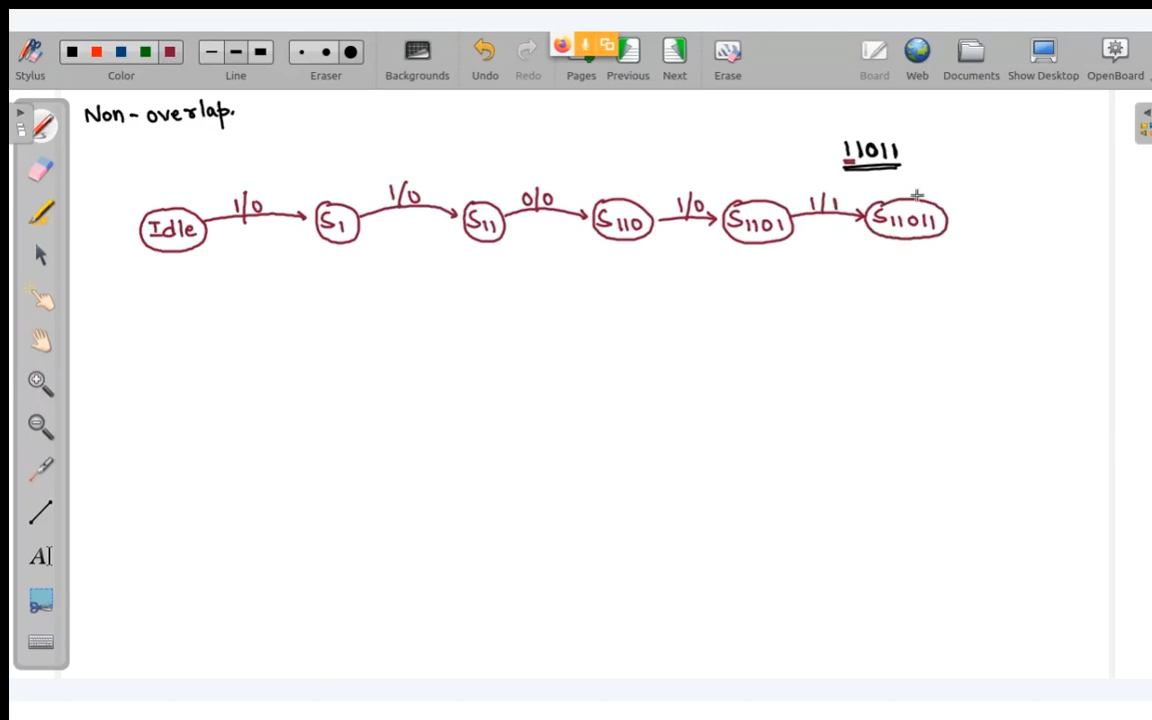 Stylus
Color
Line
Eraser
Backgrounds
Undo
Redo
Pages
Previous
Next
Erase
Board
Web
Documents
Show Desktop
OpenBoard
Non-overlap.
11011
1/0 1/0 0/0 1/0 1/1
Idle S1 S11 S110 S1101 S11011
A